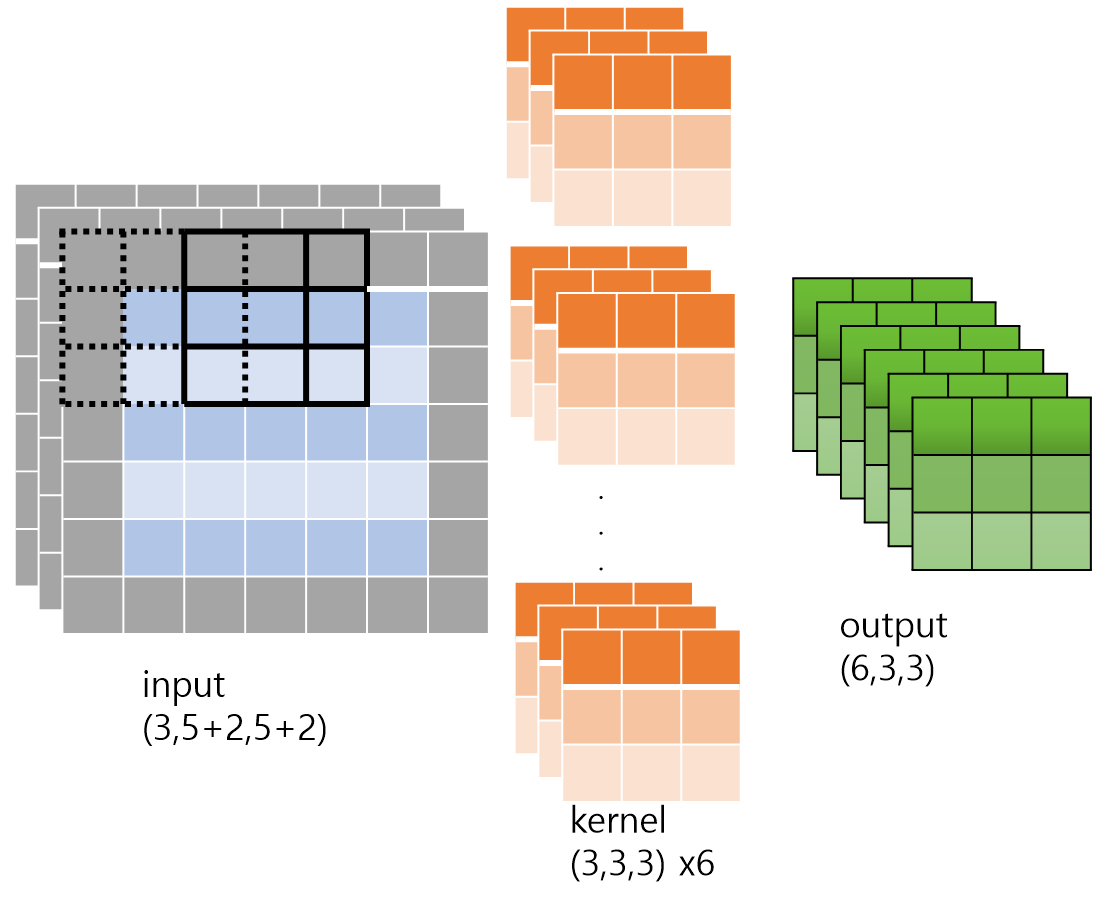 input
(3,5+2,5+2)
.
.
.
kernel
(3,3,3) x6
output
(6,3,3)